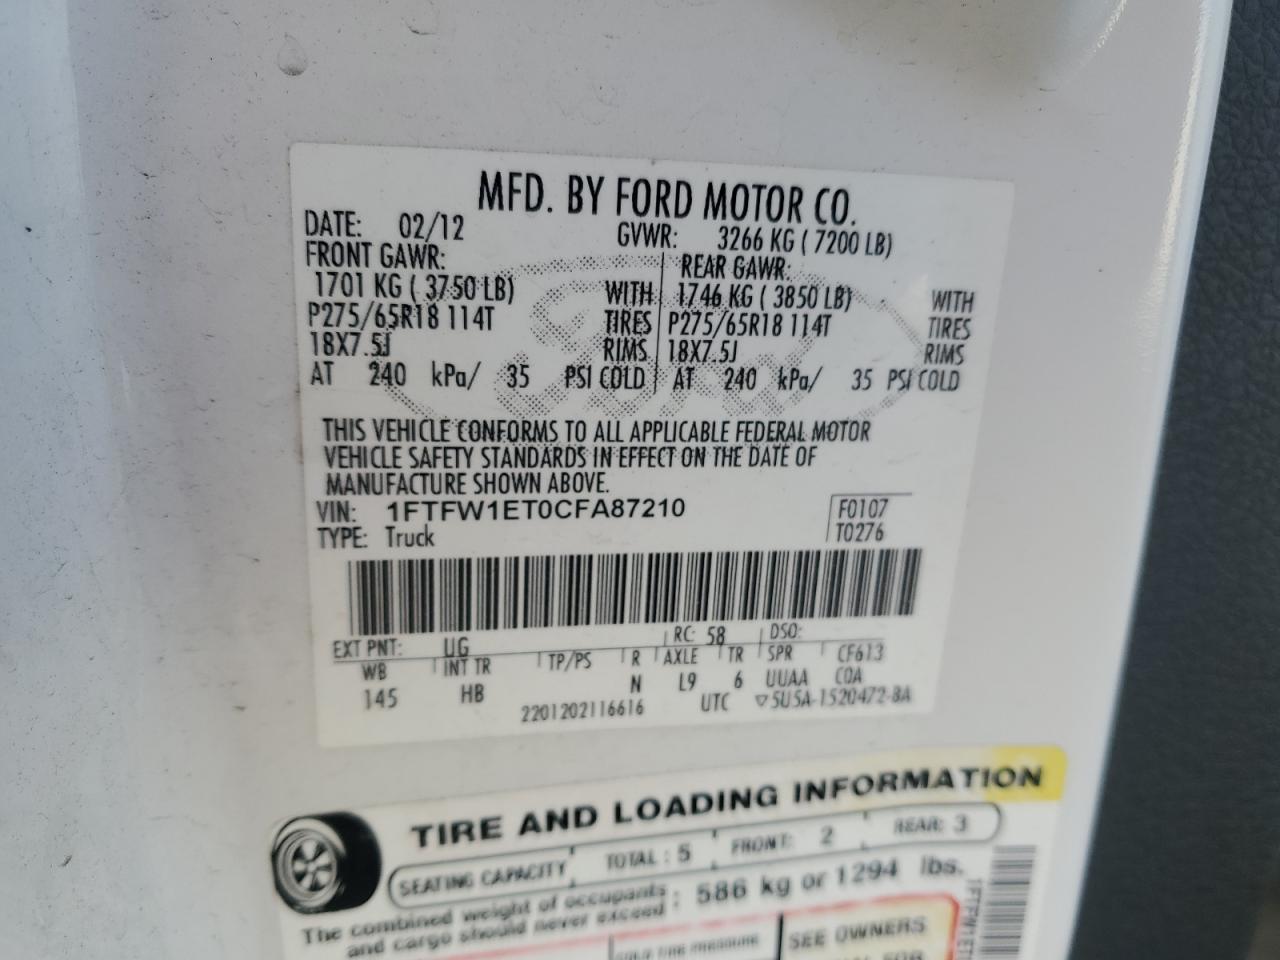 MFD. BY FORD MOTOR CO.
DATE: 02/12 GVWR: 3266 KG ( 7200 LB)
FRONT GAWR: REAR GAWR:
1701 KG ( 3750 LB) WITH 1746 KG ( 3850 LB) WITH
P275/65R18 114T TIRES P275/65R18 114T TIRES
18X7.5J RIMS 18X7.5J RIMS
AT 240 kPa/ 35 PSI COLD AT 240 kPa/ 35 PSI COLD
Ford
THIS VEHICLE CONFORMS TO ALL APPLICABLE FEDERAL MOTOR
VEHICLE SAFETY STANDARDS IN EFFECT ON THE DATE OF
MANUFACTURE SHOWN ABOVE.
VIN: 1FTFW1ET0CFA87210 F0107
TYPE: Truck T0276
EXT PNT: UG RC: 58 DSO:
WB INT TR TP/PS R AXLE TR SPR CF613
145 HB N L9 6 UUAA COA
2201202116616 UTC ▽5U5A-1520472-BA
TIRE AND LOADING INFORMATION
SEATING CAPACITY TOTAL : 5 FRONT: 2 REAR: 3
The combined weight of occupants : 586 kg or 1294 lbs.
and cargo should never exceed
COLD TIRE PRESSURE SEE OWNERS